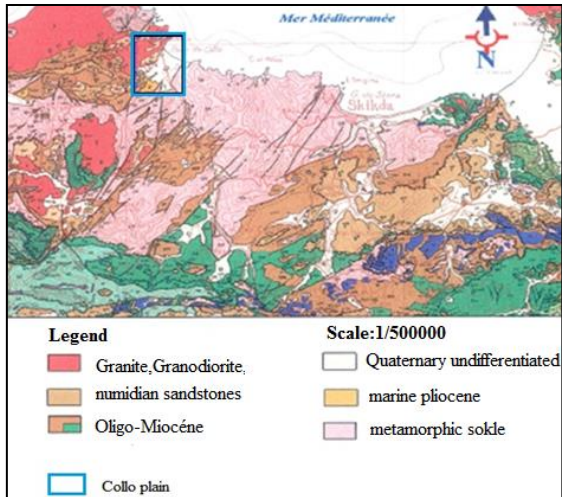 Mer Méditerranée
N
Skikda
Legend
Granite,Granodiorite,
numidian sandstones
Oligo-Miocéne
Collo plain
Scale:1/500000
Quaternary undifferentiated
marine pliocene
metamorphic sokle